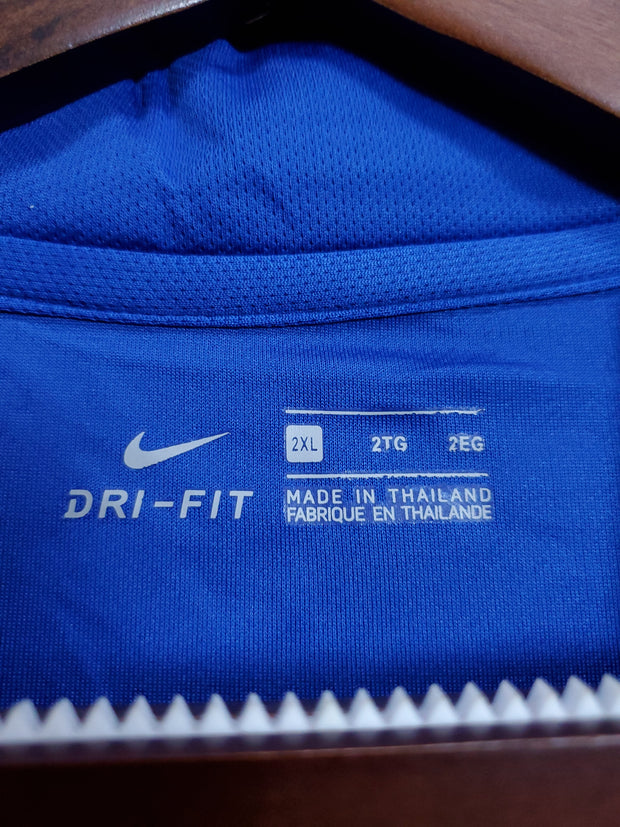 DRI-FIT
2XL 2TG 2EG
MADE IN THAILAND
FABRIQUE EN THAILANDE